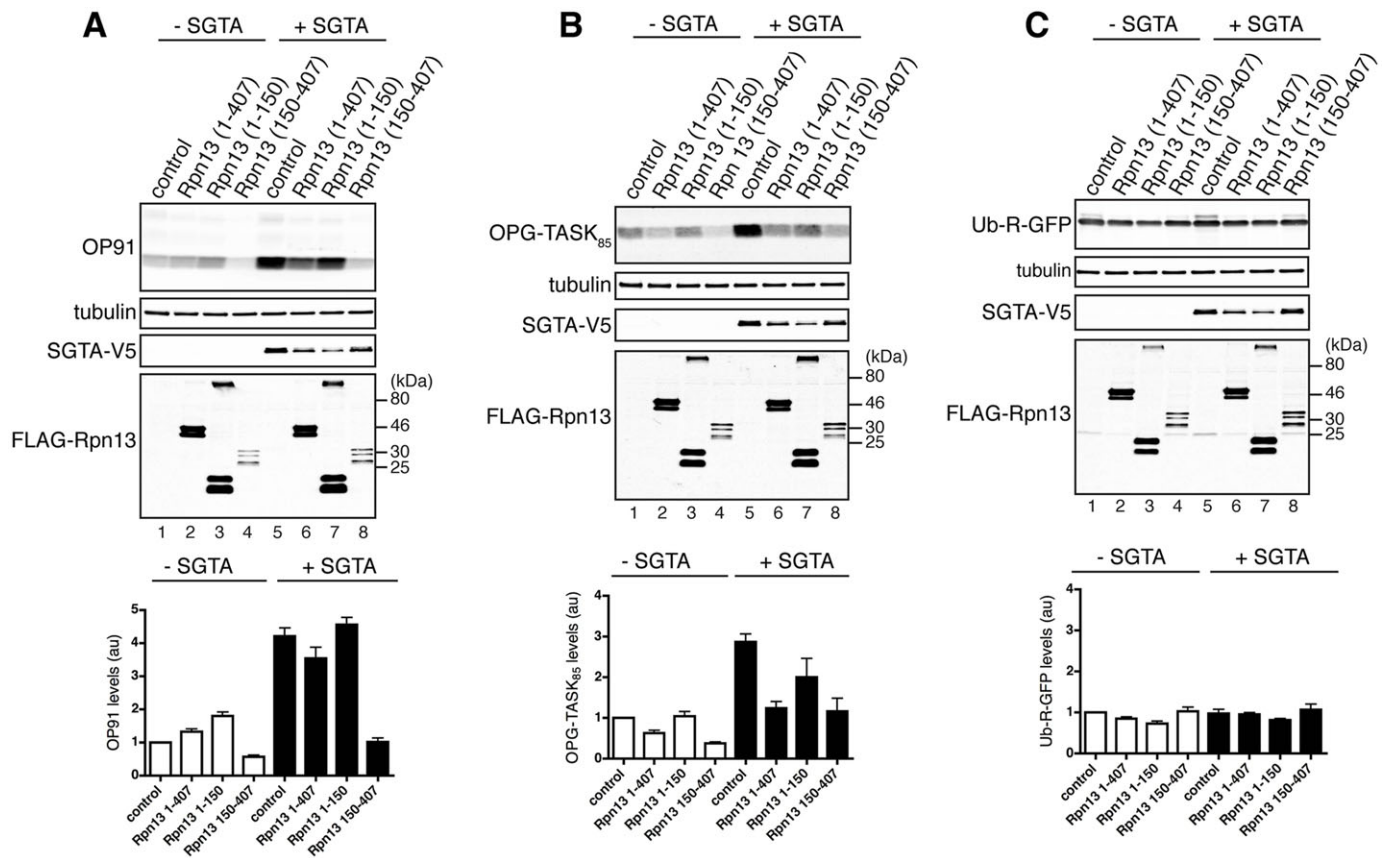 A
- SGTA
+ SGTA
control
Rpn13 (1-407)
Rpn13 (1-150)
Rpn13 (150-407)
control
Rpn13 (1-407)
Rpn13 (1-150)
Rpn13 (150-407)
OP91
tubulin
SGTA-V5
FLAG-Rpn13
(kDa)
80
46
30
25
1 2 3 4 5 6 7 8
- SGTA
+ SGTA
OP91 levels (au)
5
4
3
2
1
0
control
Rpn13 1-407
Rpn13 1-150
Rpn13 150-407
control
Rpn13 1-407
Rpn13 1-150
Rpn13 150-407
B
- SGTA
+ SGTA
control
Rpn13 (1-407)
Rpn13 (1-150)
Rpn 13 (150-407)
control
Rpn13 (1-407)
Rpn13 (1-150)
Rpn13 (150-407)
OPG-TASK85
tubulin
SGTA-V5
FLAG-Rpn13
(kDa)
80
46
30
25
1 2 3 4 5 6 7 8
- SGTA
+ SGTA
OPG-TASK85 levels (au)
4
3
2
1
0
control
Rpn13 1-407
Rpn13 1-150
Rpn13 150-407
control
Rpn13 1-407
Rpn13 1-150
Rpn13 150-407
C
- SGTA
+ SGTA
control
Rpn13 (1-407)
Rpn13 (1-150)
Rpn13 (150-407)
control
Rpn13 (1-407)
Rpn13 (1-150)
Rpn13 (150-407)
Ub-R-GFP
tubulin
SGTA-V5
FLAG-Rpn13
(kDa)
80
46
30
25
1 2 3 4 5 6 7 8
- SGTA
+ SGTA
Ub-R-GFP levels (au)
4
3
2
1
0
control
Rpn13 1-407
Rpn13 1-150
Rpn13 150-407
control
Rpn13 1-407
Rpn13 1-150
Rpn13 150-407